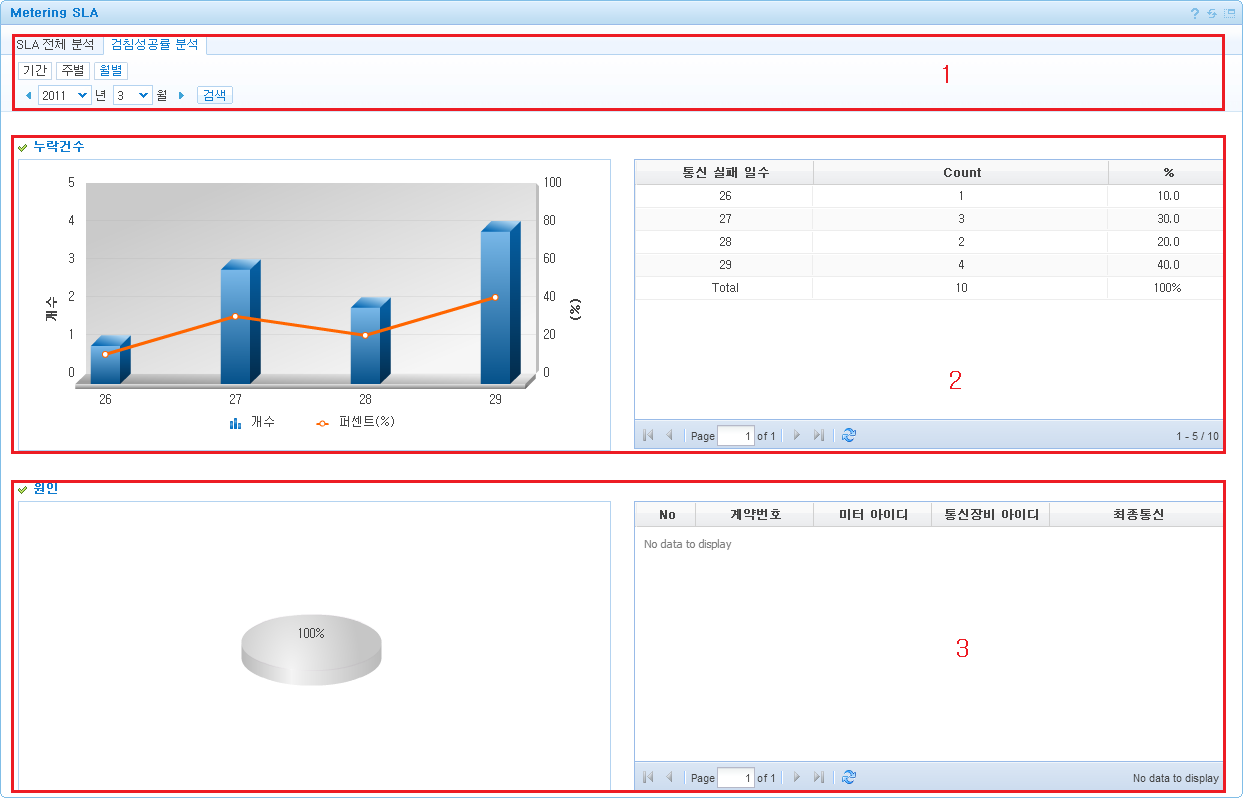 Metering SLA
?
SLA 전체 분석 검침성공률 분석
기간 주별 월별
2011 년 3 월 검색
1
누락건수
5 100
4 80
3 60
2 40
1 20
0 0
개수
(%)
26 27 28 29
개수 퍼센트(%)
통신 실패 일수 Count %
26 1 10.0
27 3 30.0
28 2 20.0
29 4 40.0
Total 10 100%
2
Page 1 of 1 1 - 5 / 10
원인
100%
No 계약번호 미터 아이디 통신장비 아이디 최종통신
No data to display
3
Page 1 of 1 No data to display